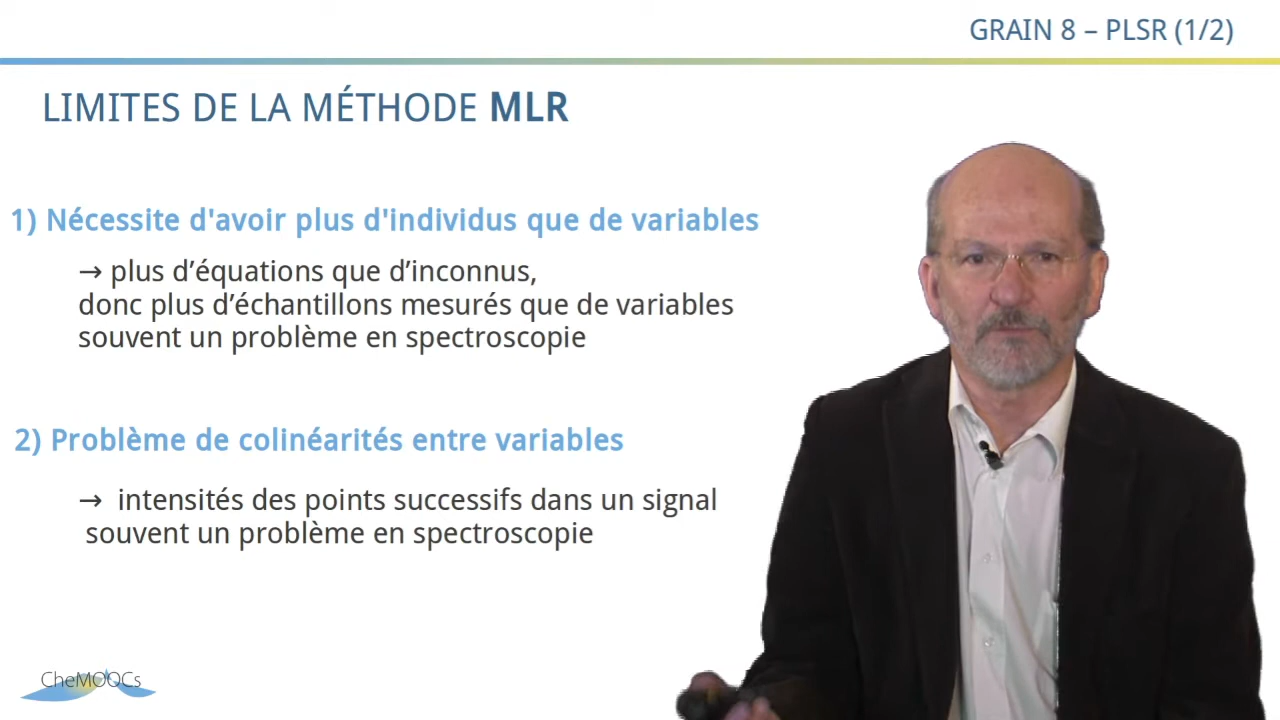 GRAIN 8 – PLSR (1/2)
LIMITES DE LA MÉTHODE MLR
1) Nécessite d'avoir plus d'individus que de variables
→ plus d’équations que d’inconnus,
donc plus d’échantillons mesurés que de variables
souvent un problème en spectroscopie
2) Problème de colinéarités entre variables
→ intensités des points successifs dans un signal
souvent un problème en spectroscopie
CheMOOCs